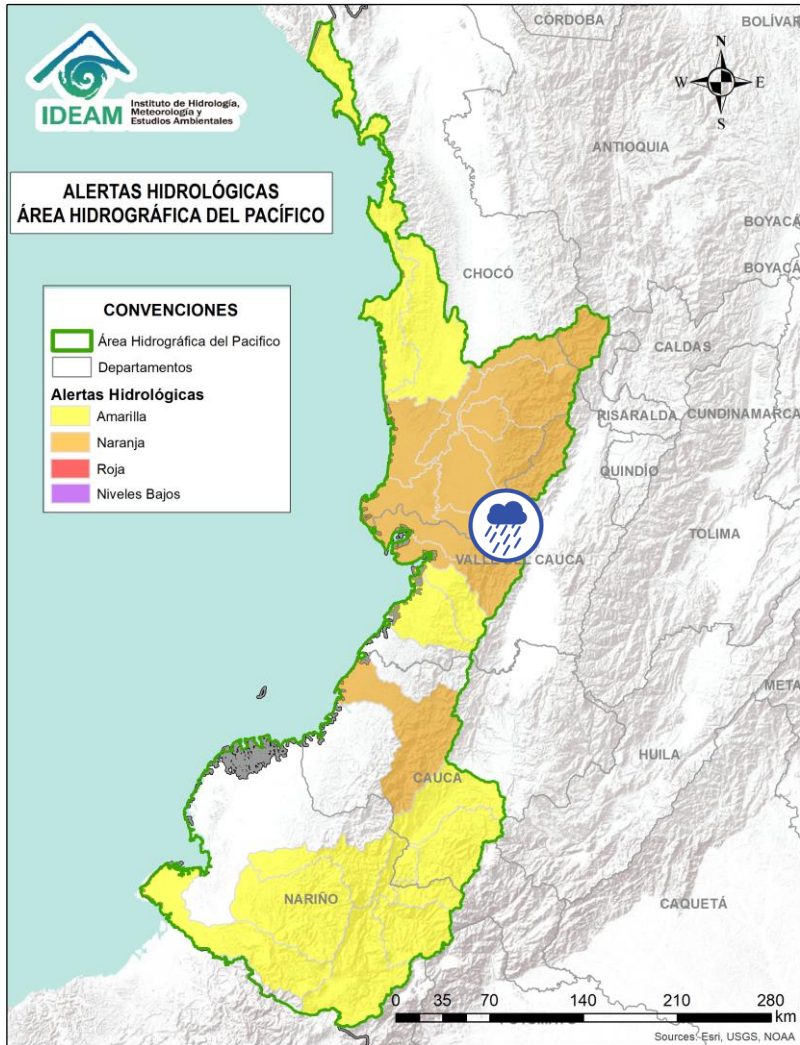 CÓRDOBA
BOLÍVAR
N
W
E
S
IDEAM
Instituto de Hidrología,
Meteorología y
Estudios Ambientales
ANTIOQUIA
ALERTAS HIDROLÓGICAS
ÁREA HIDROGRÁFICA DEL PACÍFICO
BOYACÁ
BOYACÁ
CHOCÓ
CONVENCIONES
Área Hidrográfica del Pacifico
Departamentos
Alertas Hidrológicas
Amarilla
Naranja
Roja
Niveles Bajos
CALDAS
RISARALDA
CUNDINAMARCA
QUINDÍO
TOLIMA
VALLE DEL CAUCA
META
HUILA
CAUCA
NARIÑO
CAQUETÁ
0 35 70 140 210 280
km
Sources: Esri, USGS, NOAA